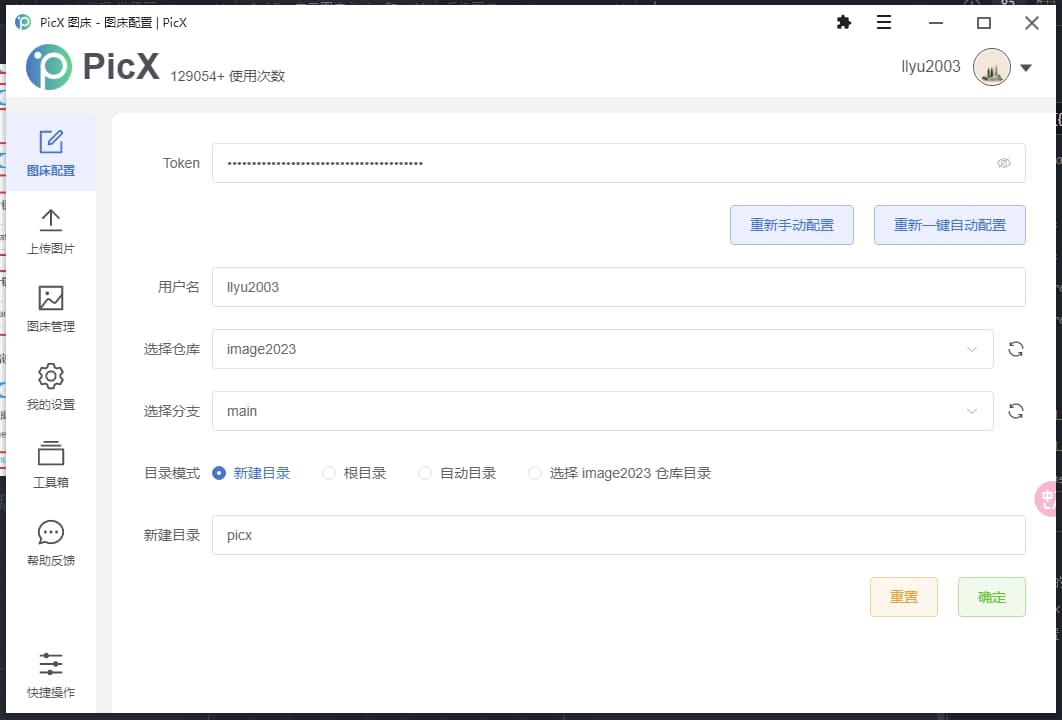 PicX 图床 - 图床配置 | PicX
PicX 129054+ 使用次数
llyu2003
图床配置
上传图片
图床管理
我的设置
工具箱
帮助反馈
快捷操作
Token ••••••••••••••••••••••••••••••••••••••••
重新手动配置 重新一键自动配置
用户名 llyu2003
选择仓库 image2023
选择分支 main
目录模式 新建目录 根目录 自动目录 选择 image2023 仓库目录
新建目录 picx
重置 确定